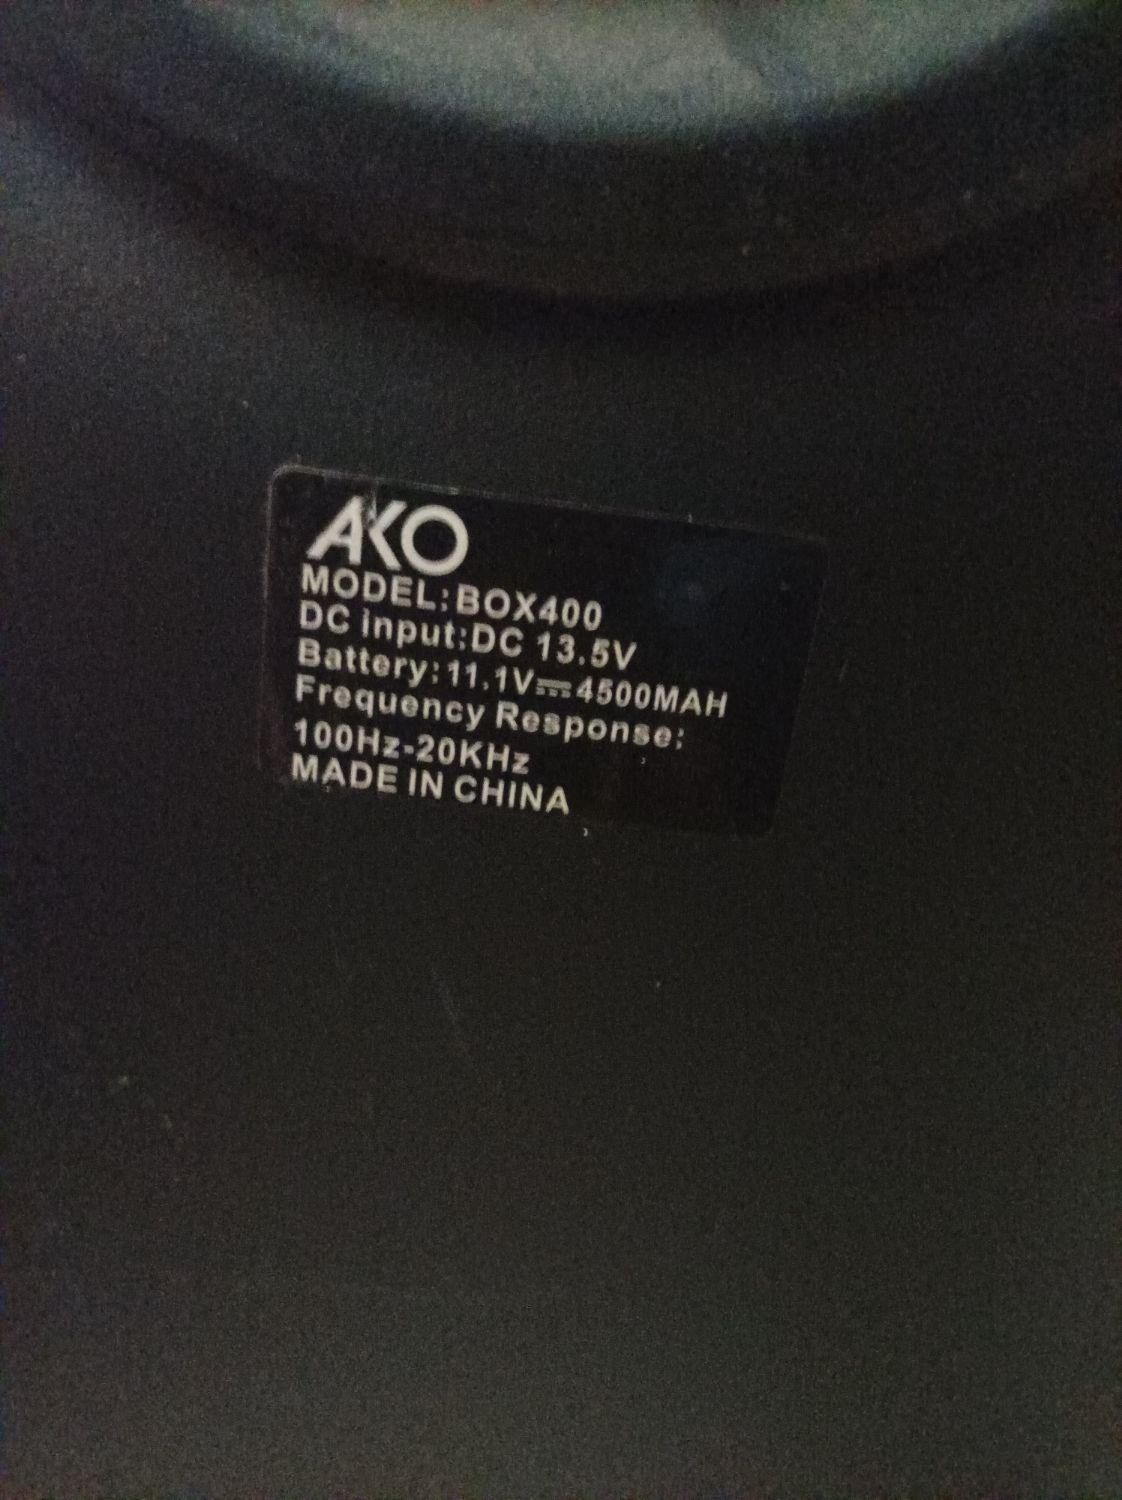 AKO
MODEL:BOX400
DC input:DC 13.5V
Battery:11.1V⎓4500MAH
Frequency Response:
100Hz-20KHz
MADE IN CHINA